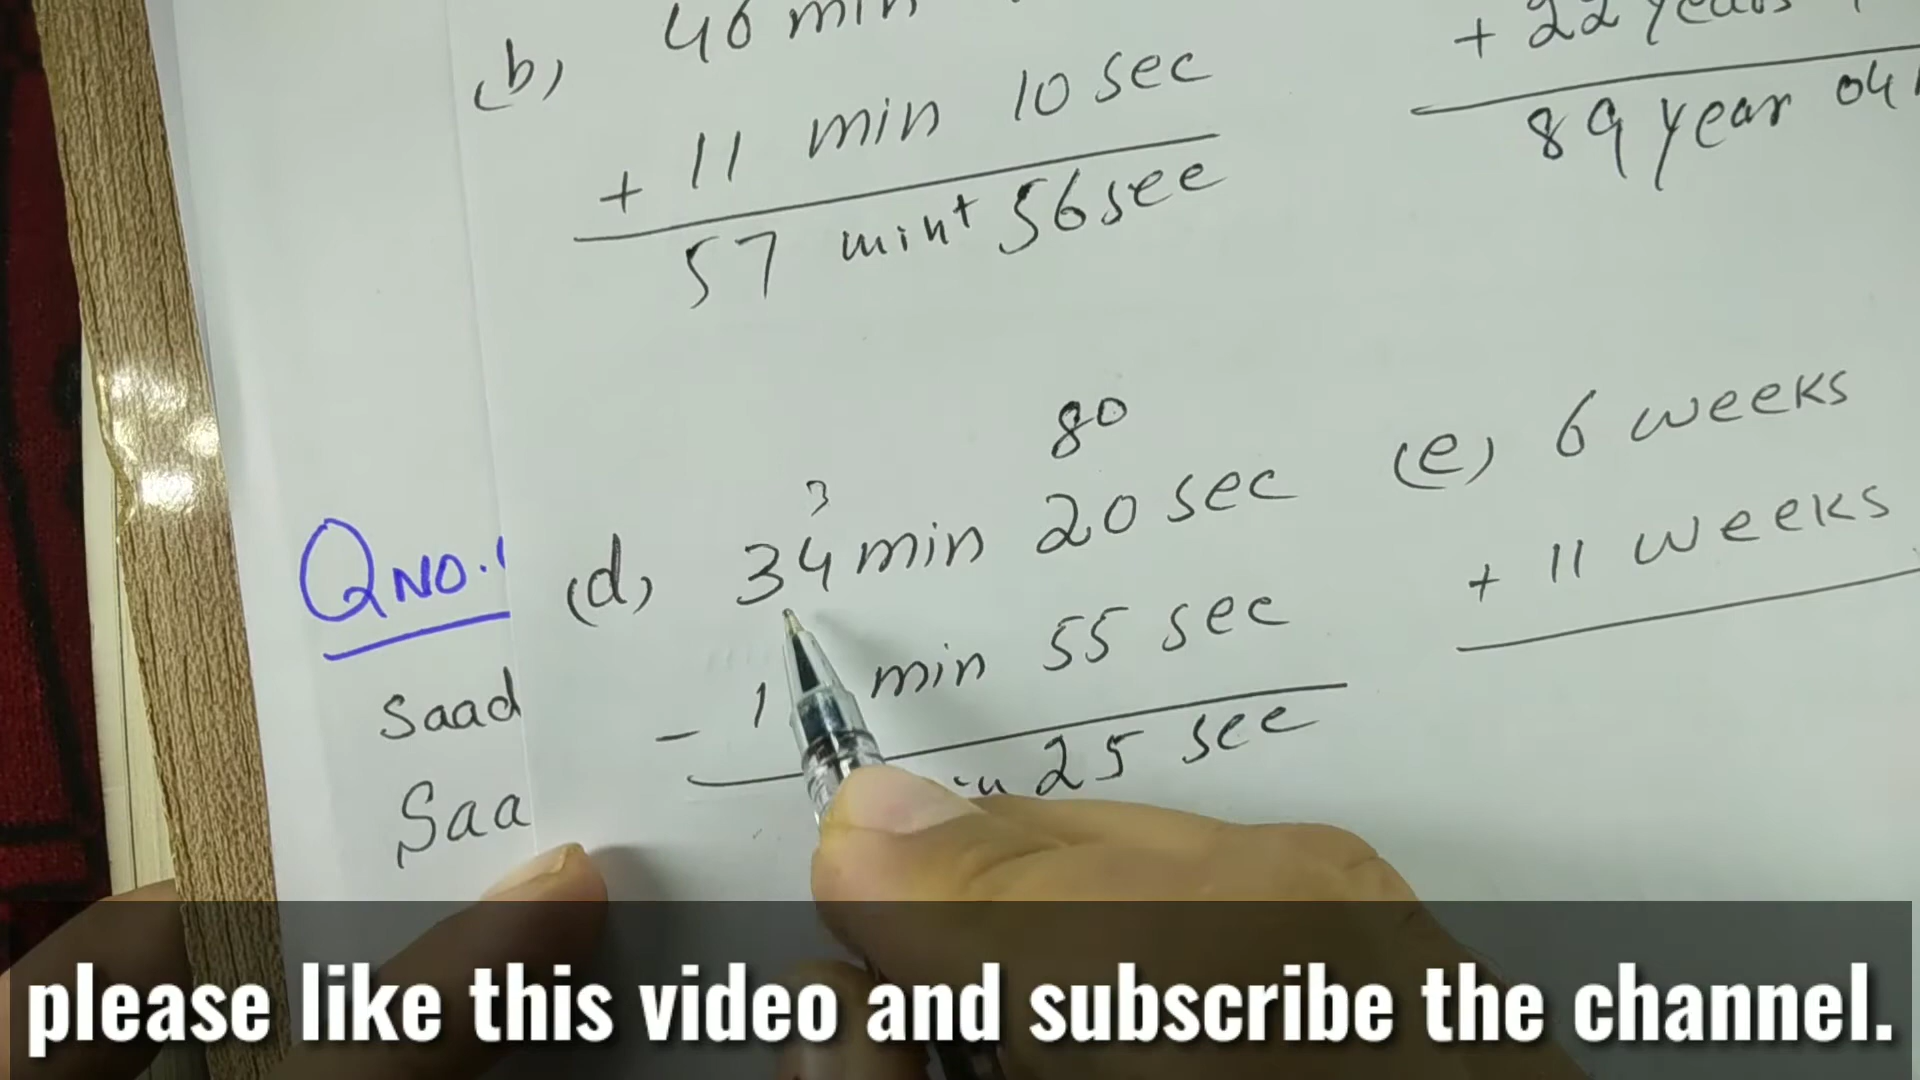 (b) 46 min
+ 11 min 10 sec
57 mint 56 sec
+ 22 years
89 year 04
80
3
(d) 34 min 20 sec
- 1 min 55 sec
25 sec
(e) 6 weeks
+ 11 weeks
QNO.1
Saad
Saa
please like this video and subscribe the channel.